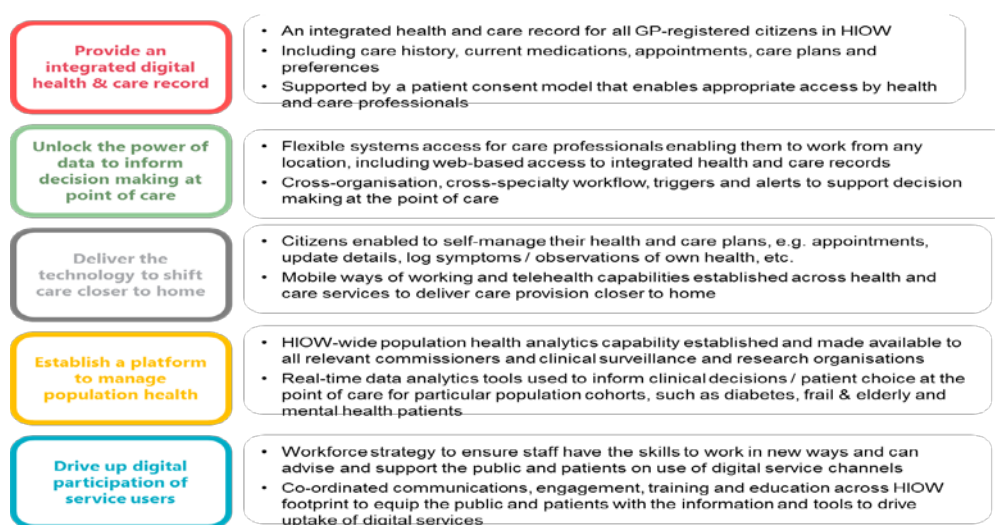 Provide an
integrated digital
health & care record
• An integrated health and care record for all GP-registered citizens in HIOW
• Including care history, current medications, appointments, care plans and
preferences
• Supported by a patient consent model that enables appropriate access by health
and care professionals
Unlock the power of
data to inform
decision making at
point of care
• Flexible systems access for care professionals enabling them to work from any
location, including web-based access to integrated health and care records
• Cross-organisation, cross-specialty workflow, triggers and alerts to support decision
making at the point of care
Deliver the
technology to shift
care closer to home
• Citizens enabled to self-manage their health and care plans, e.g. appointments,
update details, log symptoms / observations of own health, etc.
• Mobile ways of working and telehealth capabilities established across health and
care services to deliver care provision closer to home
Establish a platform
to manage
population health
• HIOW-wide population health analytics capability established and made available to
all relevant commissioners and clinical surveillance and research organisations
• Real-time data analytics tools used to inform clinical decisions / patient choice at the
point of care for particular population cohorts, such as diabetes, frail & elderly and
mental health patients
Drive up digital
participation of
service users
• Workforce strategy to ensure staff have the skills to work in new ways and can
advise and support the public and patients on use of digital service channels
• Co-ordinated communications, engagement, training and education across HIOW
footprint to equip the public and patients with the information and tools to drive
uptake of digital services